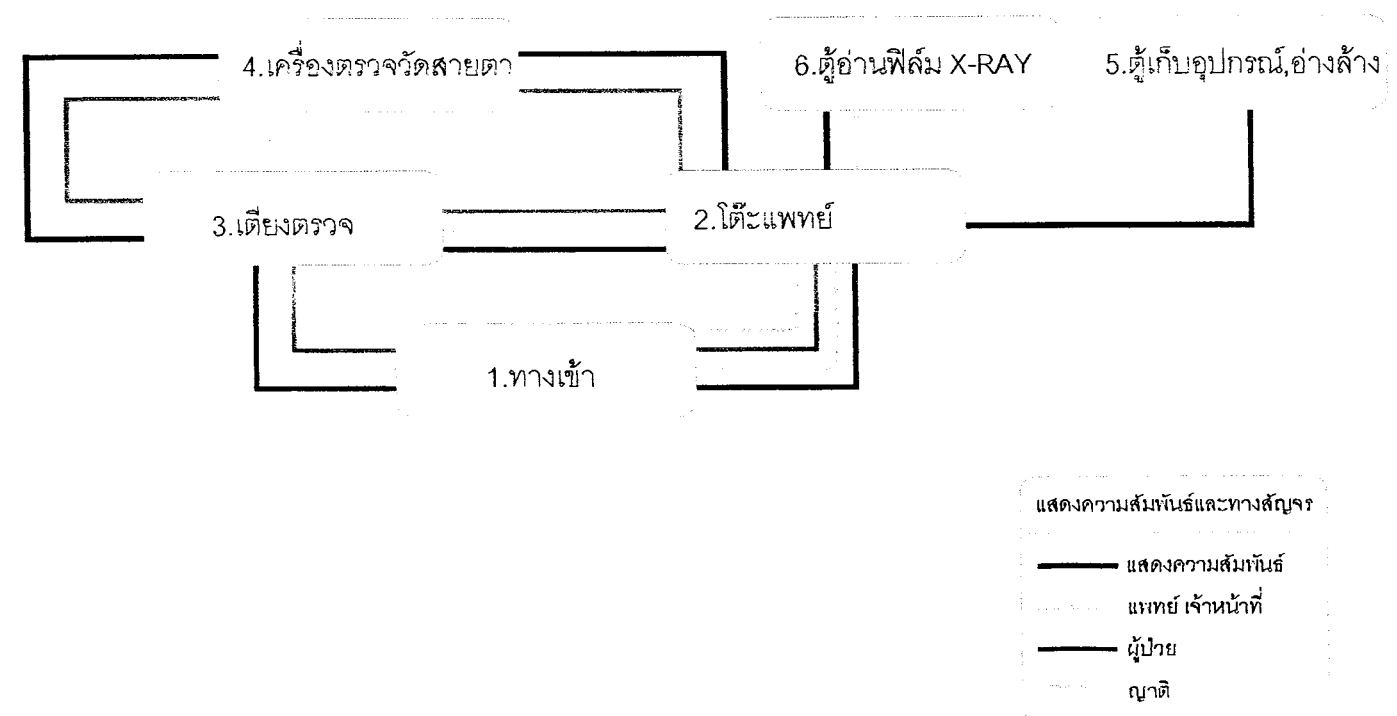 4.เครื่องตรวจวัดสายตา
6.ตู้อ่านฟิล์ม X-RAY
5.ตู้เก็บอุปกรณ์,อ่างล้าง
3.เตียงตรวจ
2.โต๊ะแพทย์
1.ทางเข้า
แสดงความสัมพันธ์และทางสัญจร
แสดงความสัมพันธ์
แพทย์ เจ้าหน้าที่
ผู้ป่วย
ญาติ